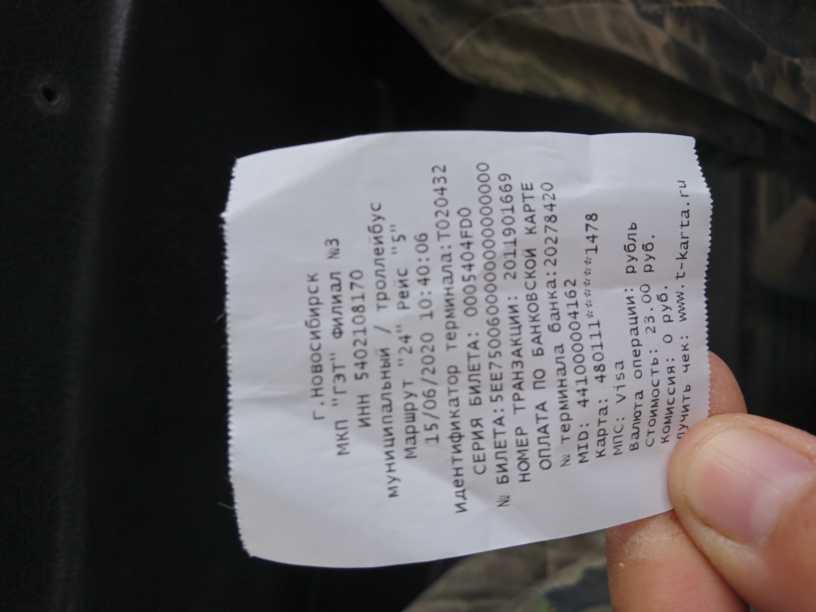 г.Новосибирск
МКП "ГЭТ" Филиал №3
ИНН 5402108170
муниципальный / троллейбус
Маршрут "24" Рейс "5"
15/06/2020 10:40:06
идентификатор терминала:T020432
СЕРИЯ БИЛЕТА: 0005404FD0
№ БИЛЕТА:5EE750060000000000000000
НОМЕР ТРАНЗАКЦИИ: 2011901669
ОПЛАТА ПО БАНКОВСКОЙ КАРТЕ
№ терминала банка:20278420
MID: 441000004162
Карта: 480111******1478
МПС: Visa
Валюта операции: рубль
Стоимость: 23.00 руб.
Комиссия: 0 руб.
лучить чек: www.t-karta.ru